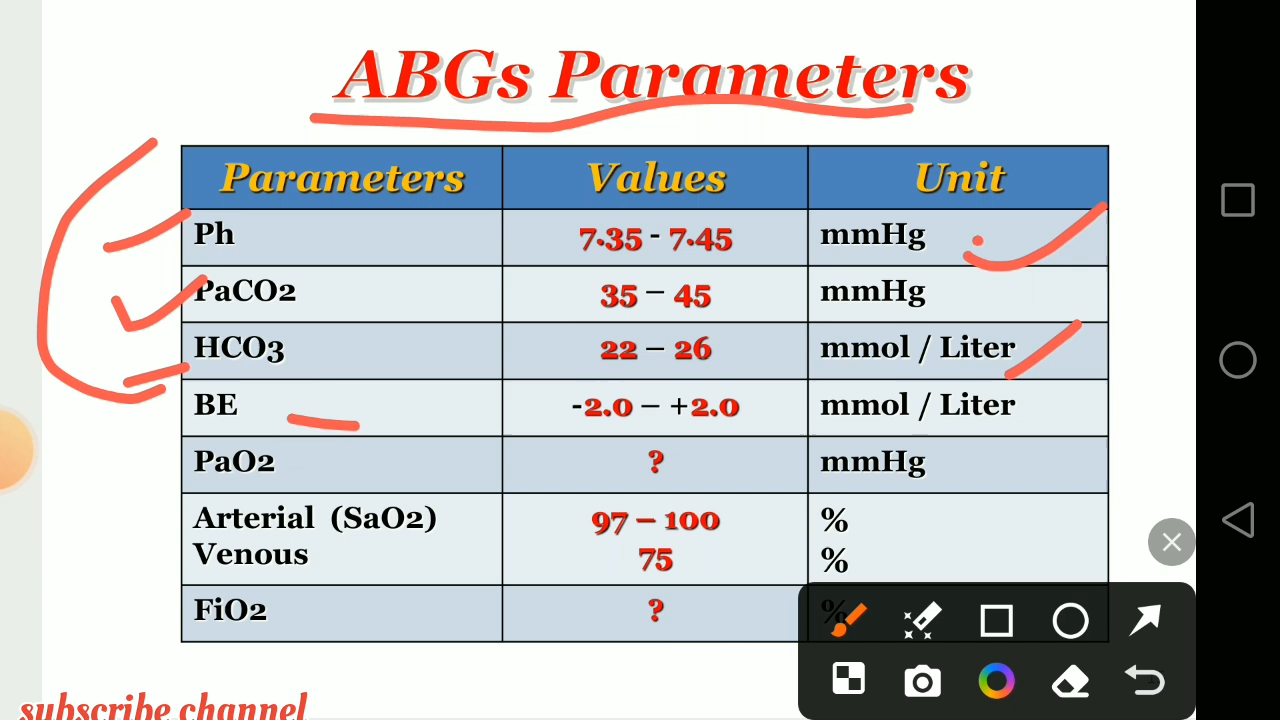 ABGs Parameters
Parameters Values Unit
Ph 7.35 - 7.45 mmHg
PaCO2 35 – 45 mmHg
HCO3 22 – 26 mmol / Liter
BE -2.0 – +2.0 mmol / Liter
PaO2 ? mmHg
Arterial (SaO2) 97 – 100 %
Venous 75 %
FiO2 ? %
subscribe channel